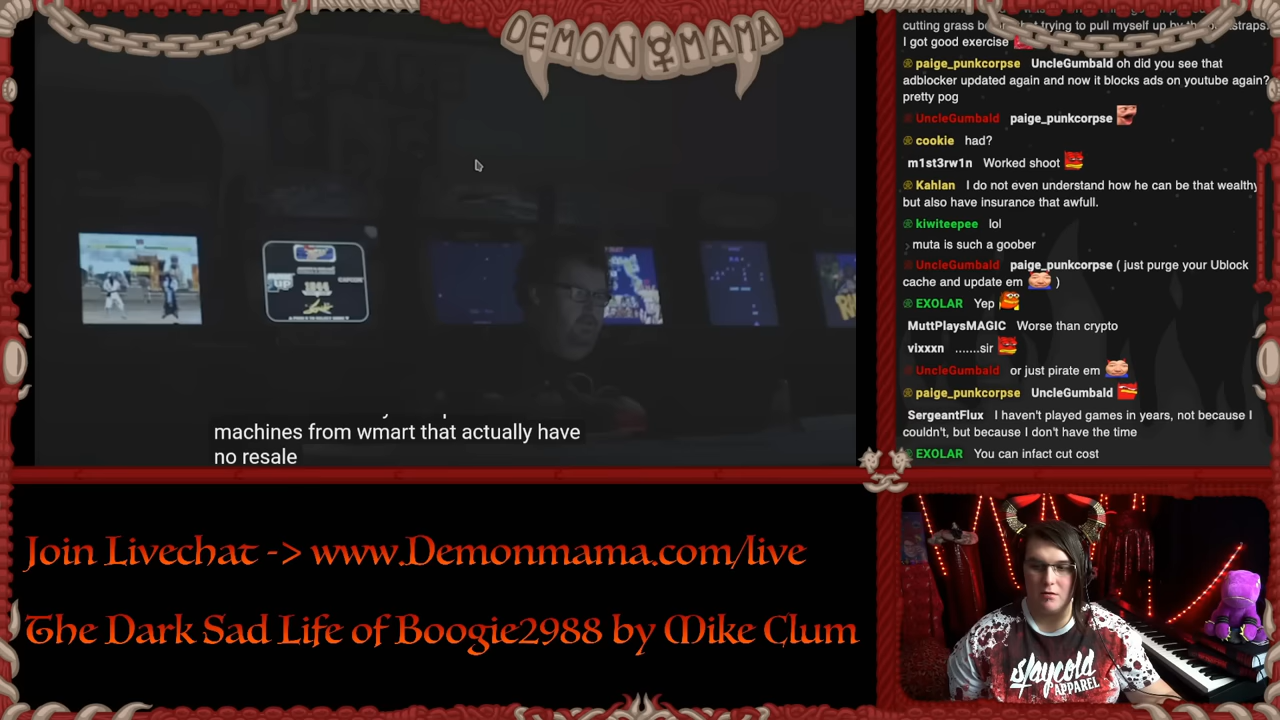 DEMON MAMA
machines from wmart that actually have
no resale
cutting grass
trying to pull myself up by
I got good exercise
paige_punkcorpse UncleGumbald oh did you see that
adblocker updated again and now it blocks ads on youtube again?
pretty pog
UncleGumbald paige_punkcorpse
cookie had?
m1st3rw1n Worked shoot
Kahlan I do not even understand how he can be that wealthy
but also have insurance that awfull.
kiwiteepee lol
muta is such a goober
UncleGumbald paige_punkcorpse ( just purge your Ublock
cache and update em )
EXOLAR Yep
MuttPlaysMAGIC Worse than crypto
vixxxn .......sir
UncleGumbald or just pirate em
paige_punkcorpse UncleGumbald
SergeantFlux I haven't played games in years, not because I
couldn't, but because I don't have the time
EXOLAR You can infact cut cost
Join Livechat -> www.Demonmama.com/live
The Dark Sad Life of Boogie2988 by Mike Clum
slaycold
APPAREL